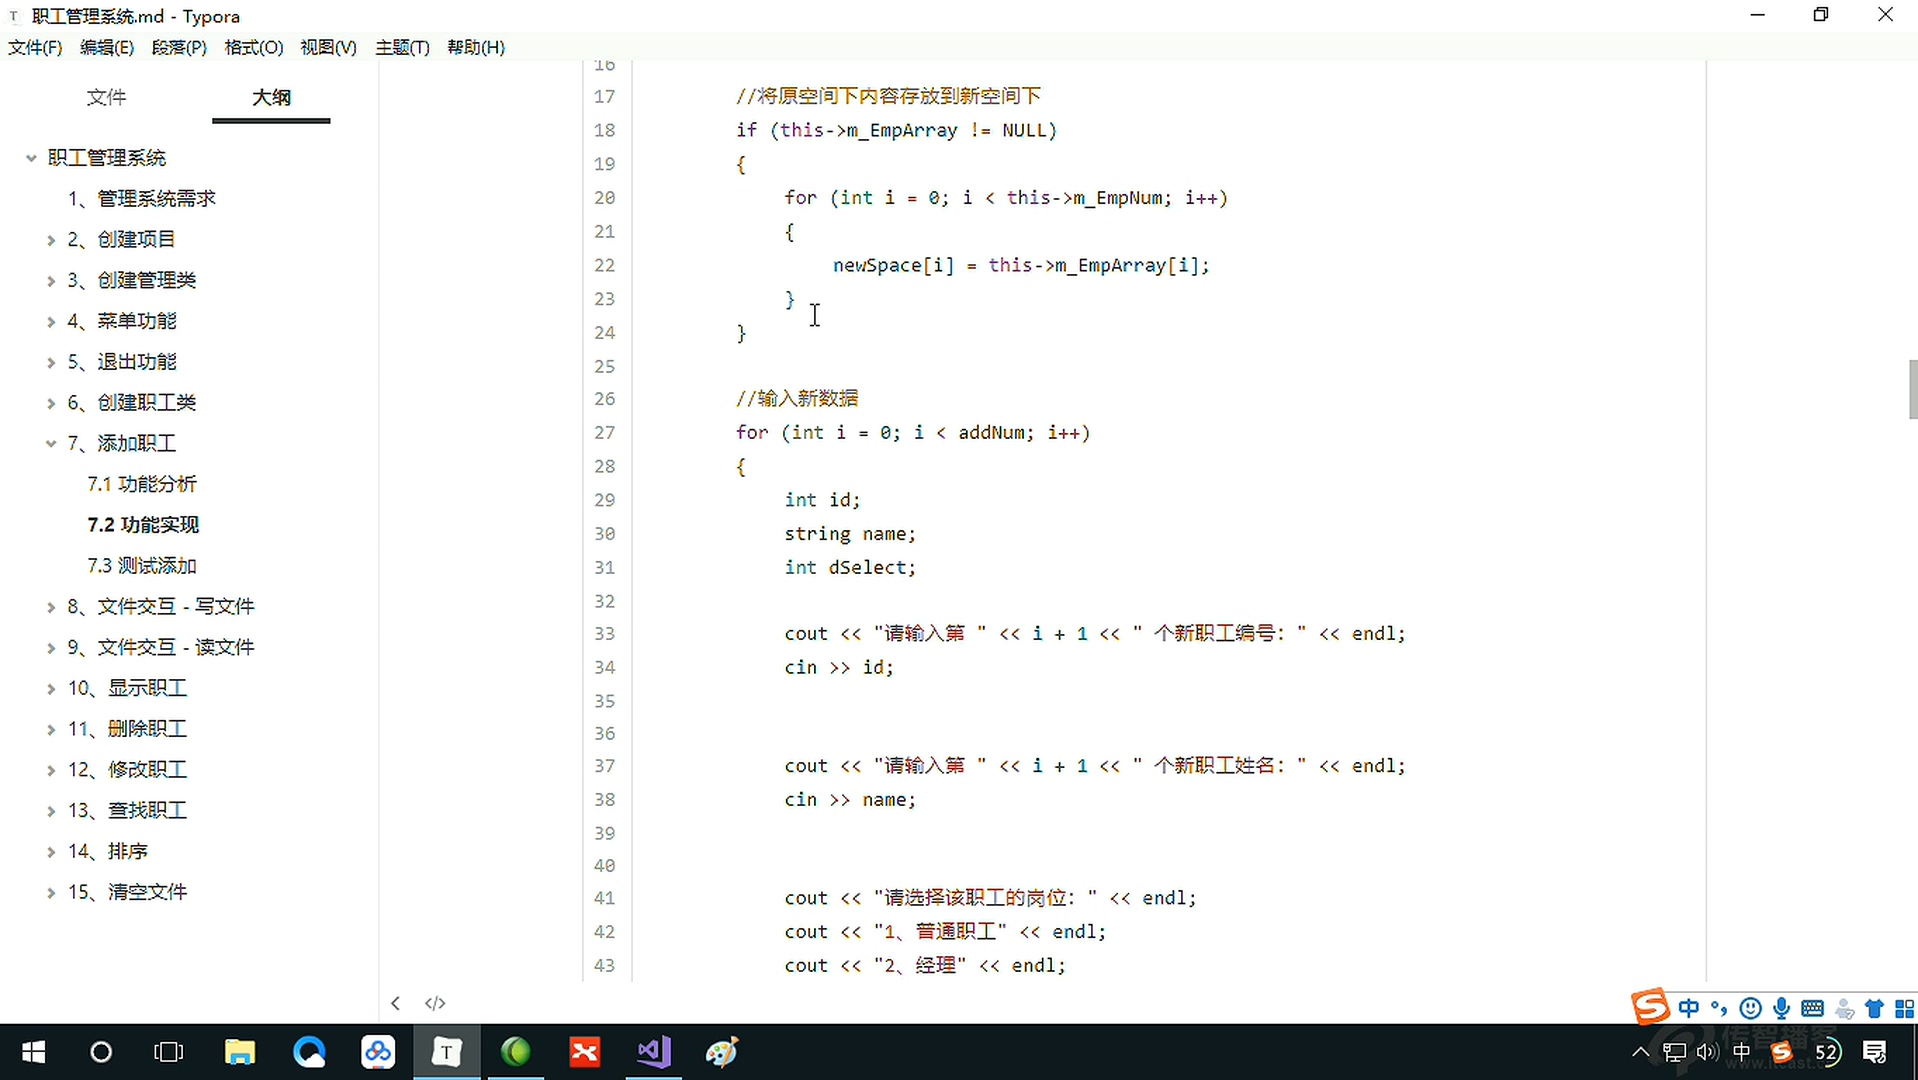 职工管理系统.md - Typora
文件(F) 编辑(E) 段落(P) 格式(O) 视图(V) 主题(T) 帮助(H)
文件 大纲
职工管理系统
1、管理系统需求
2、创建项目
3、创建管理类
4、菜单功能
5、退出功能
6、创建职工类
7、添加职工
7.1 功能分析
7.2 功能实现
7.3 测试添加
8、文件交互 - 写文件
9、文件交互 - 读文件
10、显示职工
11、删除职工
12、修改职工
13、查找职工
14、排序
15、清空文件
16
17 //将原空间下内容存放到新空间下
18 if (this->m_EmpArray != NULL)
19 {
20 for (int i = 0; i < this->m_EmpNum; i++)
21 {
22 newSpace[i] = this->m_EmpArray[i];
23 }
24 }
25
26 //输入新数据
27 for (int i = 0; i < addNum; i++)
28 {
29 int id;
30 string name;
31 int dSelect;
32
33 cout << "请输入第 " << i + 1 << " 个新职工编号：" << endl;
34 cin >> id;
35
36
37 cout << "请输入第 " << i + 1 << " 个新职工姓名：" << endl;
38 cin >> name;
39
40
41 cout << "请选择该职工的岗位：" << endl;
42 cout << "1、普通职工" << endl;
43 cout << "2、经理" << endl;
</>
中
中 52
传智播客